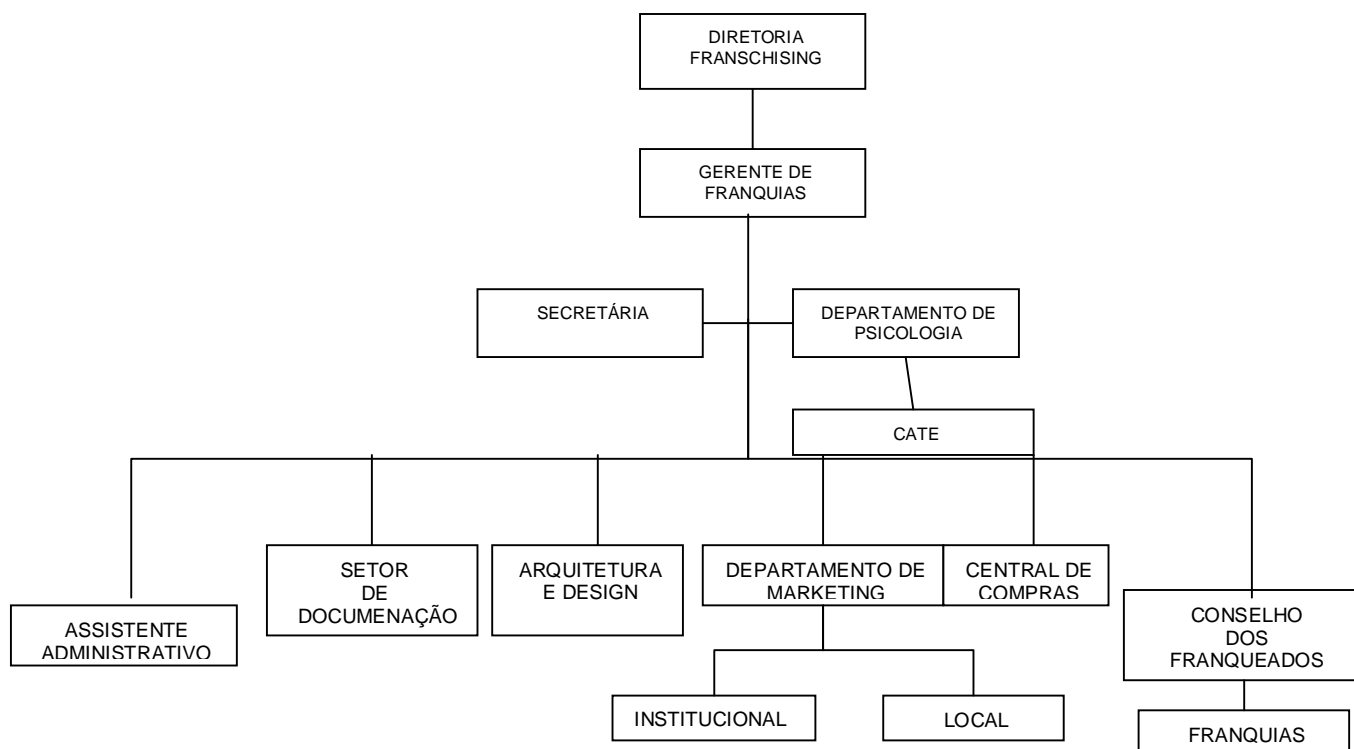 DIRETORIA
FRANSCHISING
GERENTE DE
FRANQUIAS
SECRETÁRIA
DEPARTAMENTO DE
PSICOLOGIA
CATE
ASSISTENTE
ADMINISTRATIVO
SETOR
DE
DOCUMENAÇÃO
ARQUITETURA
E DESIGN
DEPARTAMENTO DE
MARKETING
CENTRAL DE
COMPRAS
CONSELHO
DOS
FRANQUEADOS
INSTITUCIONAL
LOCAL
FRANQUIAS